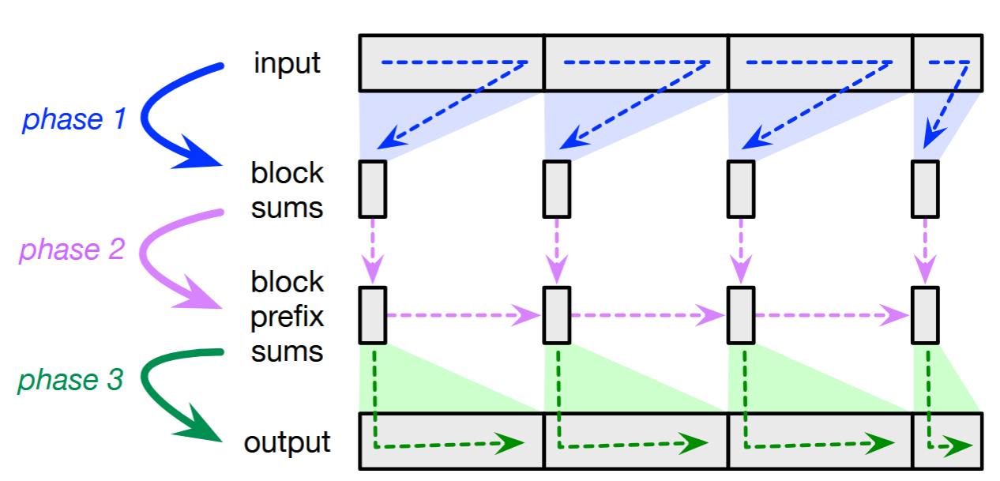 input
phase 1
block
sums
phase 2
block
prefix
sums
phase 3
output